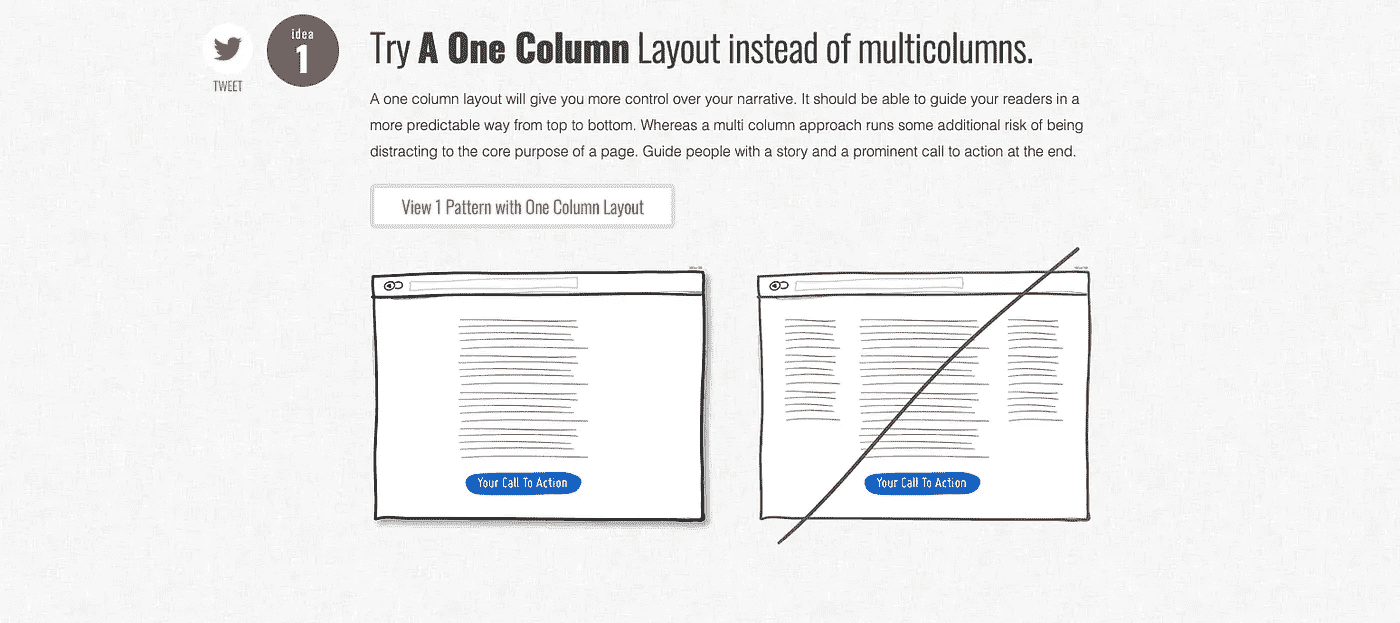 TWEET
idea
1
Try A One Column Layout instead of multicolumns.
A one column layout will give you more control over your narrative. It should be able to guide your readers in a
more predictable way from top to bottom. Whereas a multi column approach runs some additional risk of being
distracting to the core purpose of a page. Guide people with a story and a prominent call to action at the end.
View 1 Pattern with One Column Layout
Your Call To Action
Your Call To Action